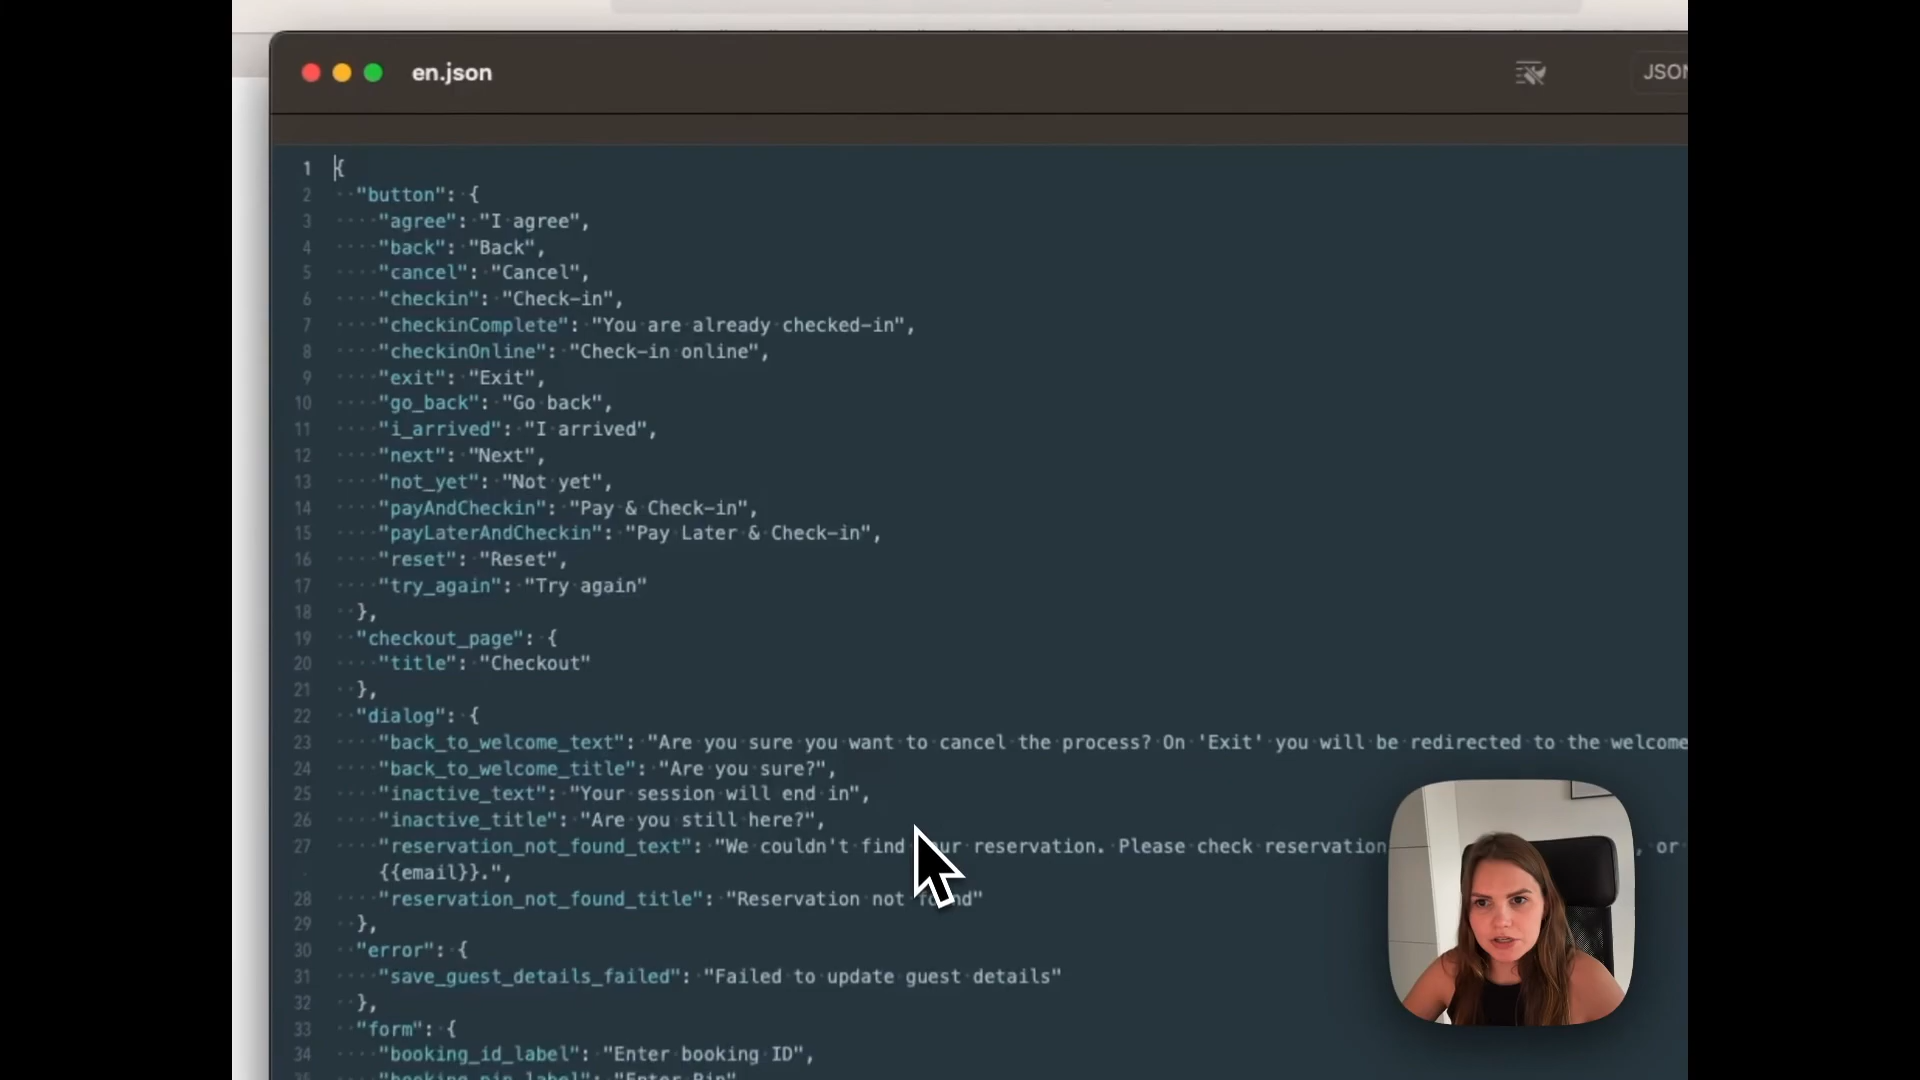 en.json
JSON
1 {
2 "button": {
3 "agree": "I agree",
4 "back": "Back",
5 "cancel": "Cancel",
6 "checkin": "Check-in",
7 "checkinComplete": "You are already checked-in",
8 "checkinOnline": "Check-in online",
9 "exit": "Exit",
10 "go_back": "Go back",
11 "i_arrived": "I arrived",
12 "next": "Next",
13 "not_yet": "Not yet",
14 "payAndCheckin": "Pay & Check-in",
15 "payLaterAndCheckin": "Pay Later & Check-in",
16 "reset": "Reset",
17 "try_again": "Try again"
18 },
19 "checkout_page": {
20 "title": "Checkout"
21 },
22 "dialog": {
23 "back_to_welcome_text": "Are you sure you want to cancel the process? On 'Exit' you will be redirected to the welcome
24 "back_to_welcome_title": "Are you sure?",
25 "inactive_text": "Your session will end in",
26 "inactive_title": "Are you still here?",
27 "reservation_not_found_text": "We couldn't find your reservation. Please check reservation , or
{{email}}.",
28 "reservation_not_found_title": "Reservation not found"
29 },
30 "error": {
31 "save_guest_details_failed": "Failed to update guest details"
32 },
33 "form": {
34 "booking_id_label": "Enter booking ID",
35 "booking_pin_label": "Enter Pin"